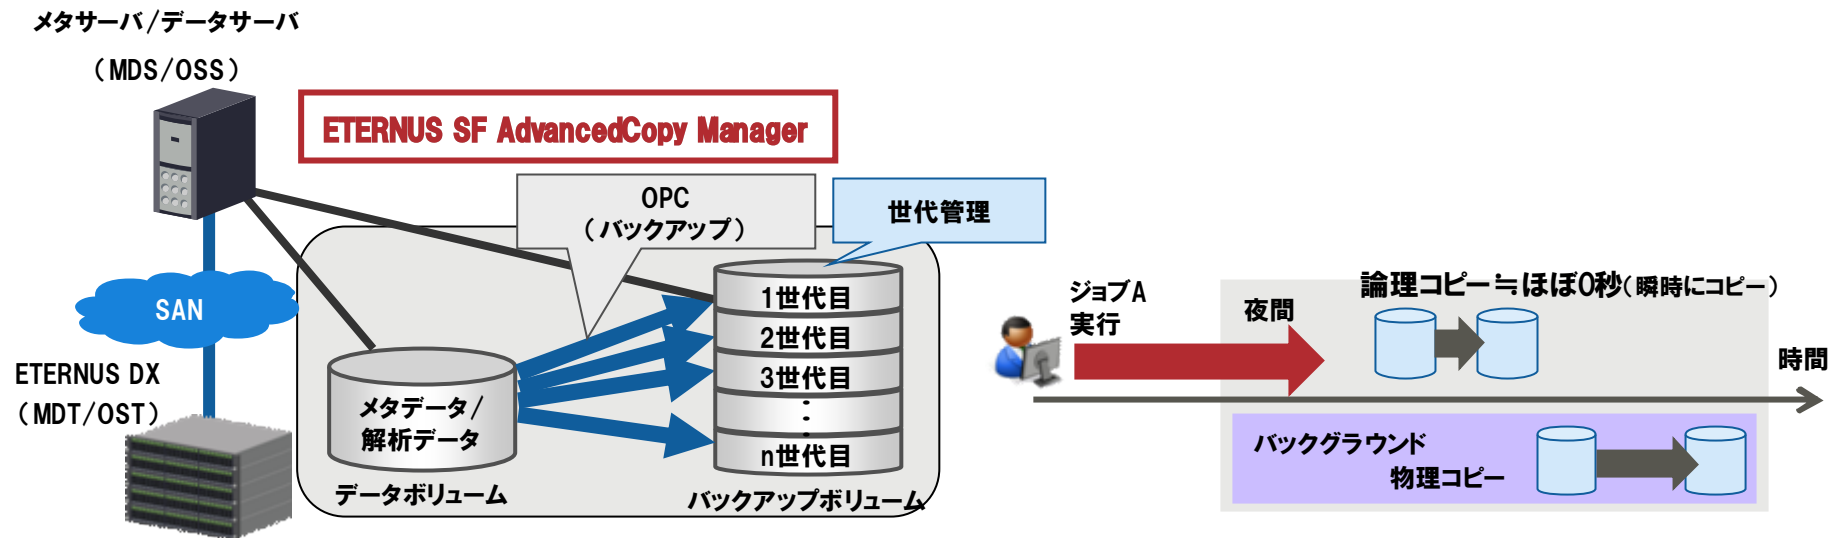 メタサーバ/データサーバ
（MDS/OSS）
ETERNUS SF AdvancedCopy Manager
OPC
（バックアップ）
世代管理
SAN
ETERNUS DX
（MDT/OST）
メタデータ/
解析データ
データボリューム
1世代目
2世代目
3世代目
：
n世代目
バックアップボリューム
ジョブA
実行
夜間
論理コピー≒ほぼ0秒（瞬時にコピー）
時間
バックグラウンド
物理コピー